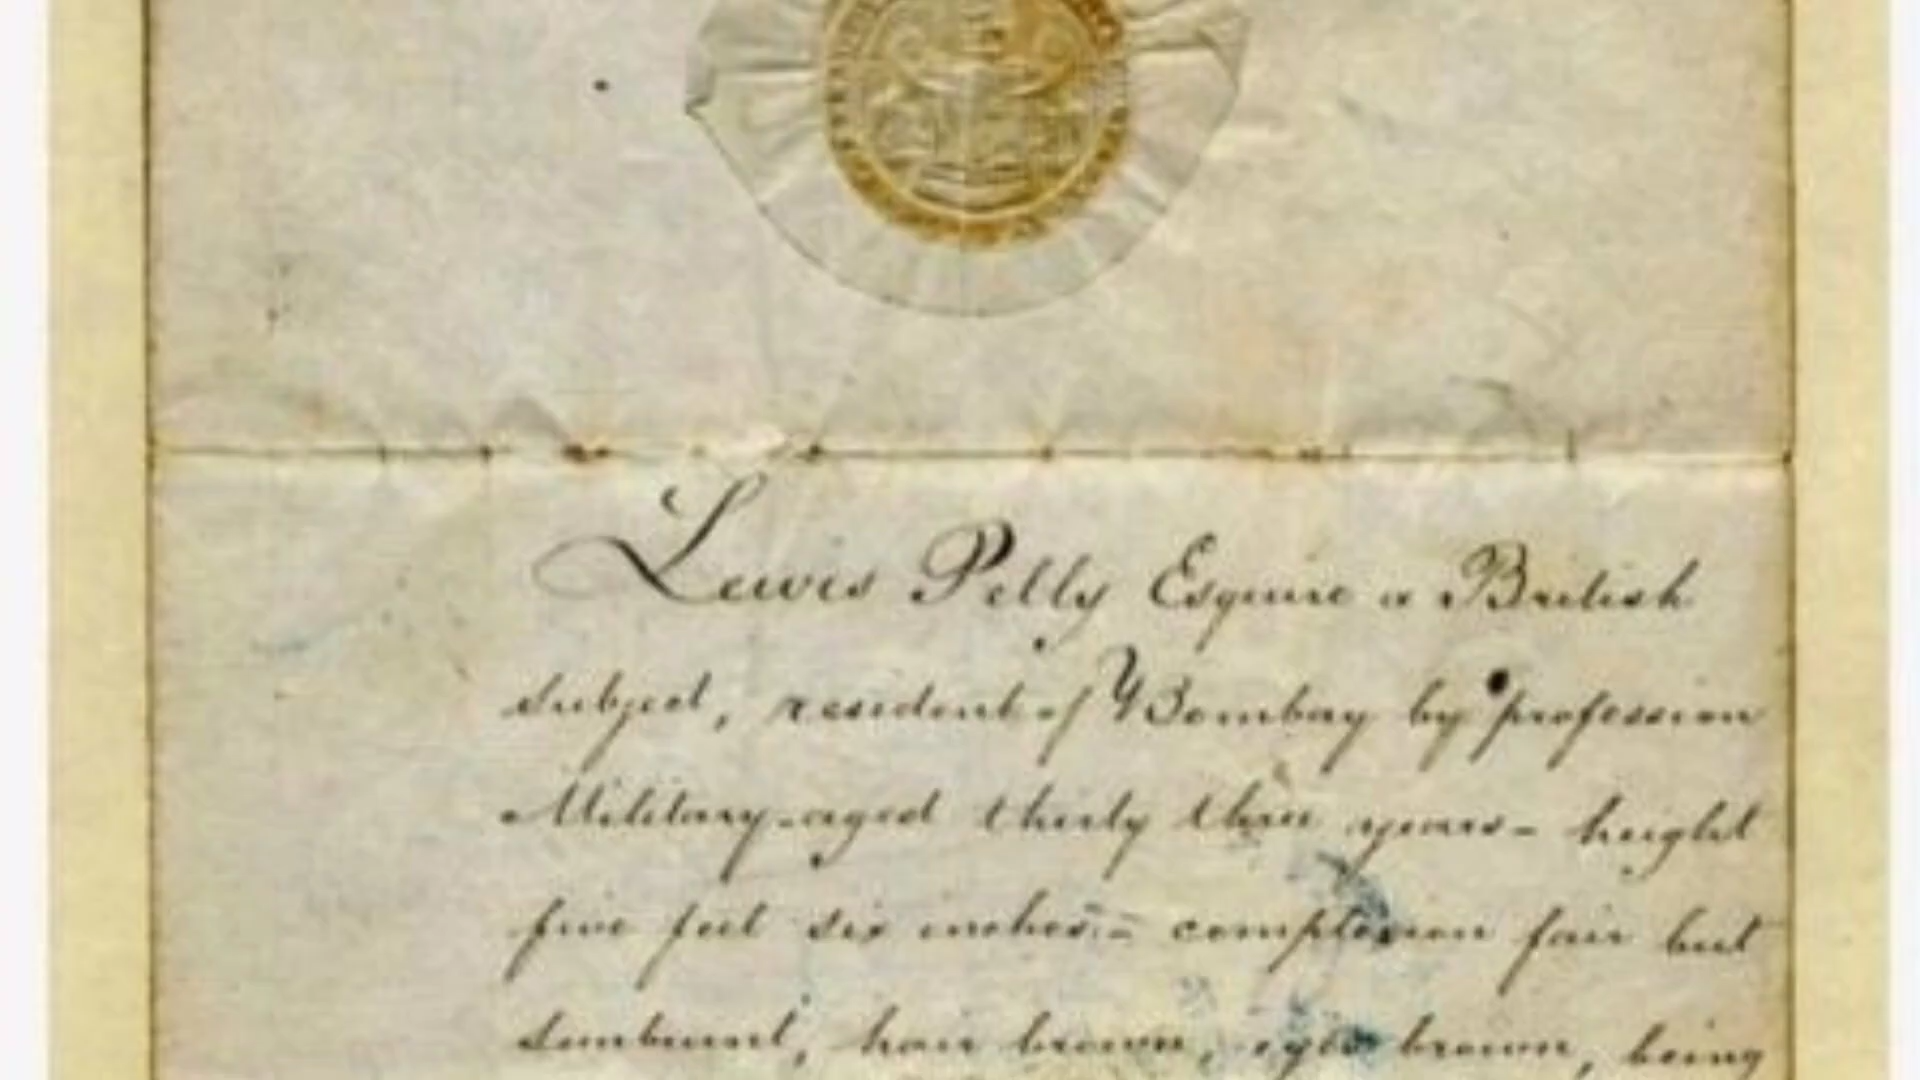 Lewis Pelly Esquire a British
subject, resident of Bombay by profession
Military - aged thirty three years - height
five feet six inches - complexion fair but
sunburnt, hair brown, eyes brown, being